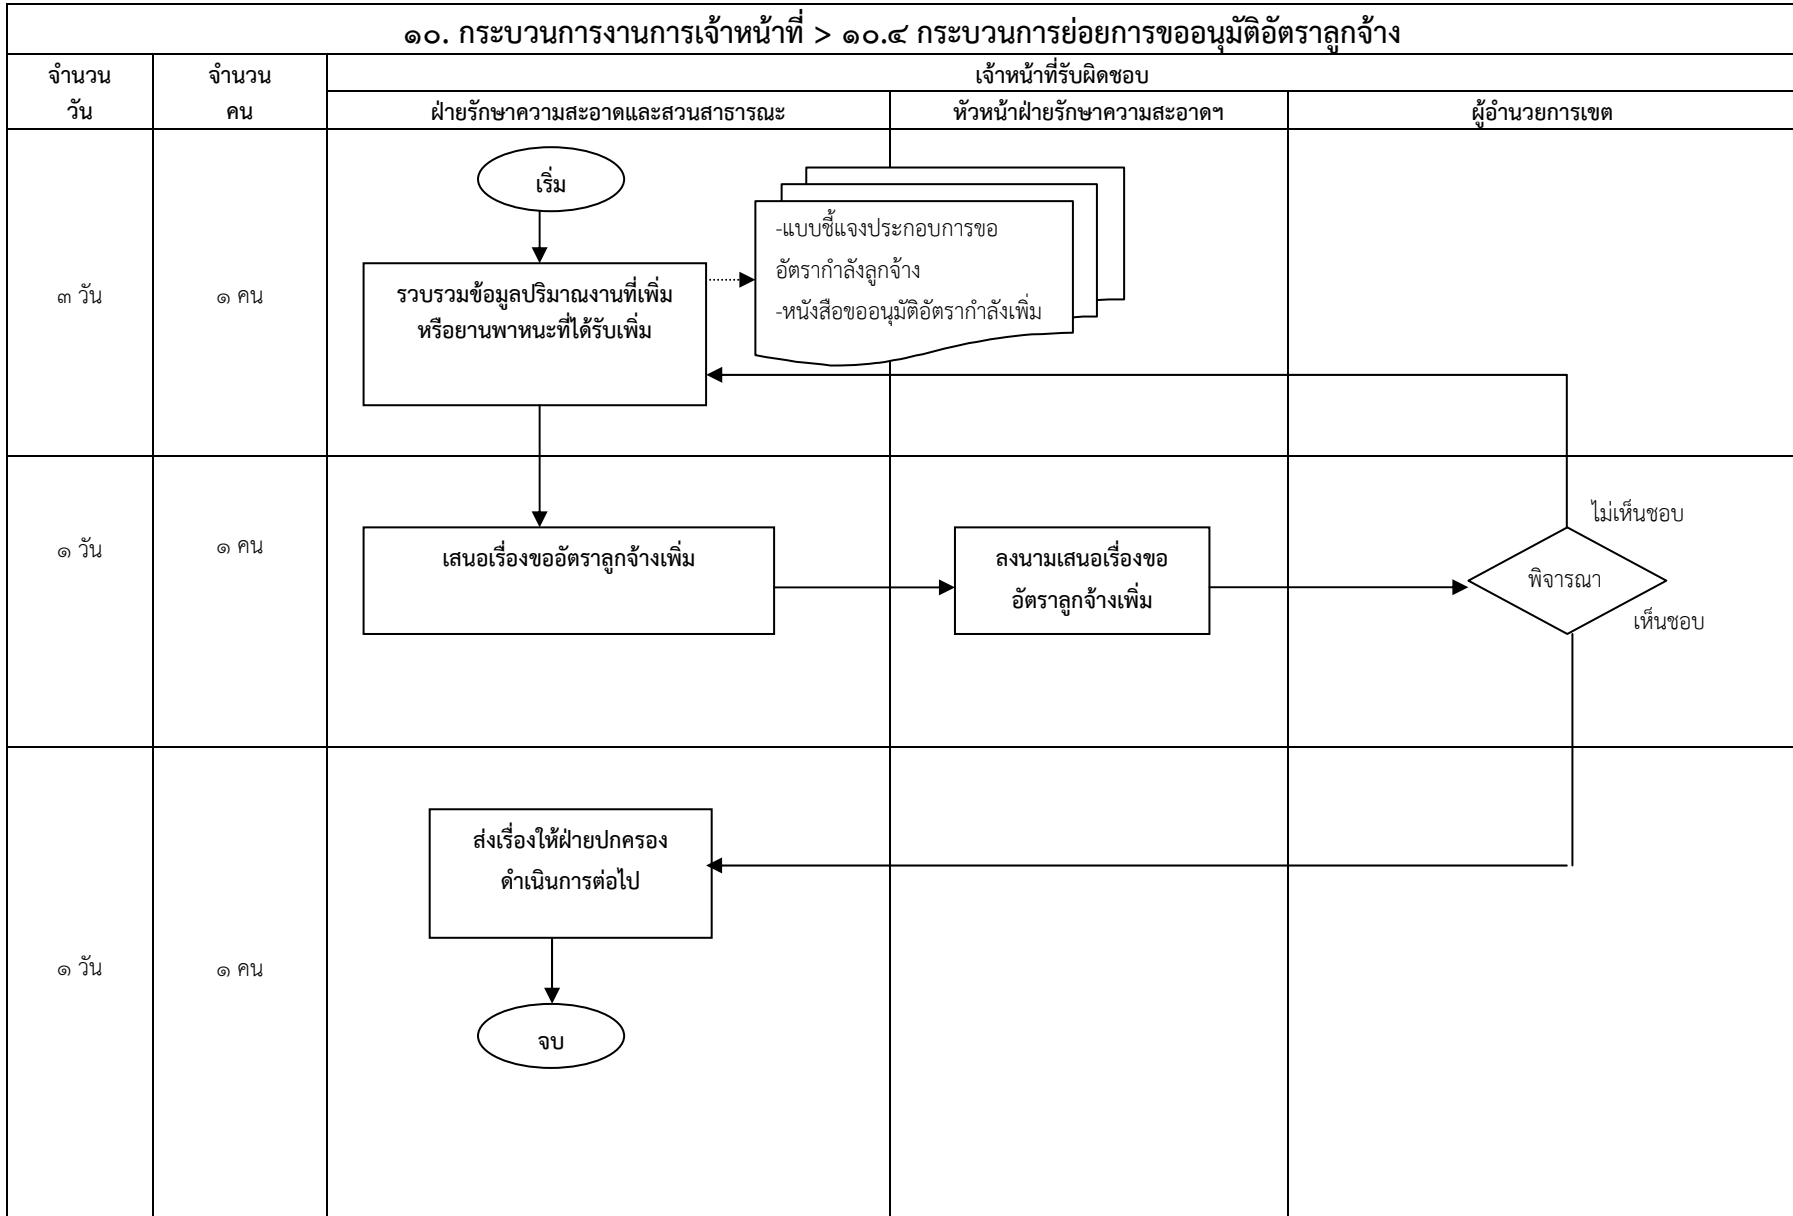 ๑๐. กระบวนการงานการเจ้าหน้าที่ > ๑๐.๔ กระบวนการย่อยการขออนุมัติอัตราลูกจ้าง
จำนวน
วัน
จำนวน
คน
เจ้าหน้าที่รับผิดชอบ
ฝ่ายรักษาความสะอาดและสวนสาธารณะ
หัวหน้าฝ่ายรักษาความสะอาดฯ
ผู้อำนวยการเขต
เริ่ม
-แบบชี้แจงประกอบการขอ
อัตรากำลังลูกจ้าง
-หนังสือขออนุมัติอัตรากำลังเพิ่ม
๓ วัน
๑ คน
รวบรวมข้อมูลปริมาณงานที่เพิ่ม
หรือยานพาหนะที่ได้รับเพิ่ม
๑ วัน
๑ คน
เสนอเรื่องขออัตราลูกจ้างเพิ่ม
ลงนามเสนอเรื่องขอ
อัตราลูกจ้างเพิ่ม
ไม่เห็นชอบ
พิจารณา
เห็นชอบ
ส่งเรื่องให้ฝ่ายปกครอง
ดำเนินการต่อไป
๑ วัน
๑ คน
จบ